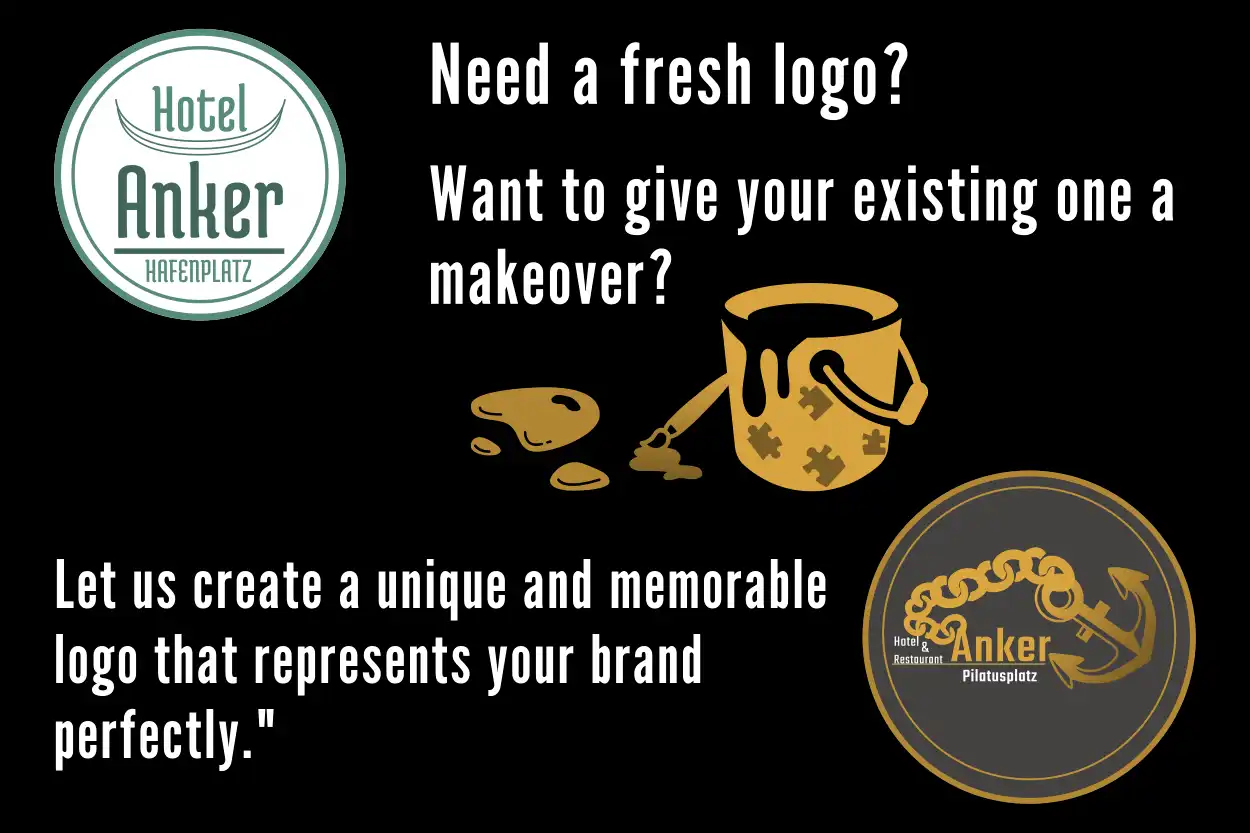 Hotel
Anker
HAFENPLATZ
Need a fresh logo?
Want to give your existing one a
makeover?
Let us create a unique and memorable
logo that represents your brand
perfectly."
Hotel
&
Restaurant
Anker
Pilatusplatz